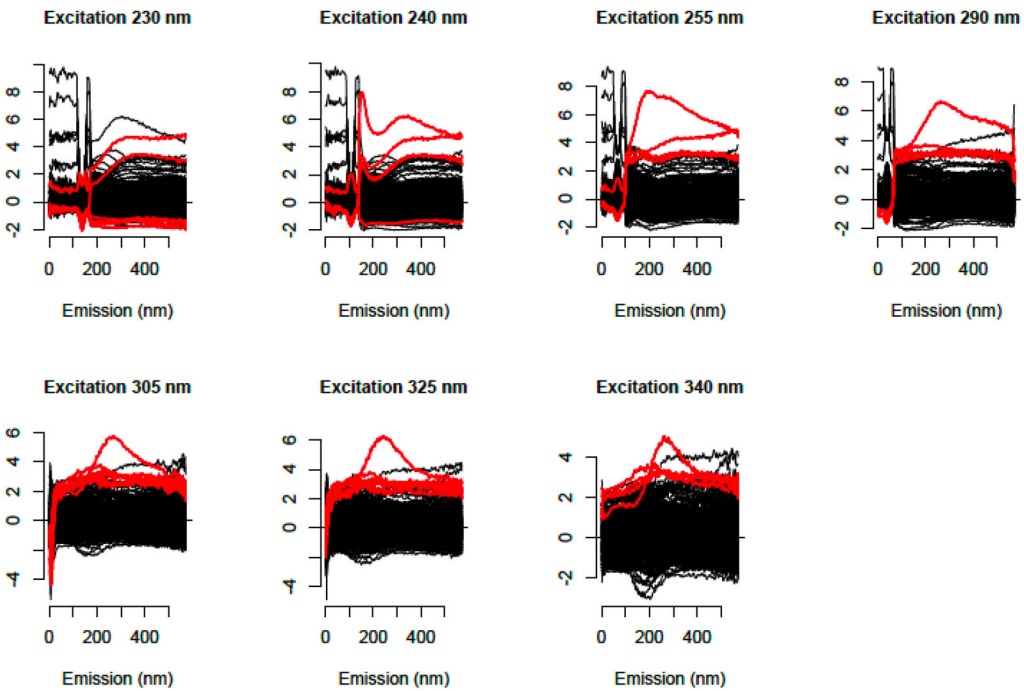 Excitation 230 nm
Excitation 240 nm
Excitation 255 nm
Excitation 290 nm
8
6
4
2
0
-2
0 200 400
Emission (nm)
8
6
4
2
0
-2
0 200 400
Emission (nm)
8
6
4
2
0
-2
0 200 400
Emission (nm)
8
6
4
2
0
-2
0 200 400
Emission (nm)
Excitation 305 nm
Excitation 325 nm
Excitation 340 nm
6
4
2
0
-4
0 200 400
Emission (nm)
6
4
2
0
-4
0 200 400
Emission (nm)
4
2
0
-2
0 200 400
Emission (nm)